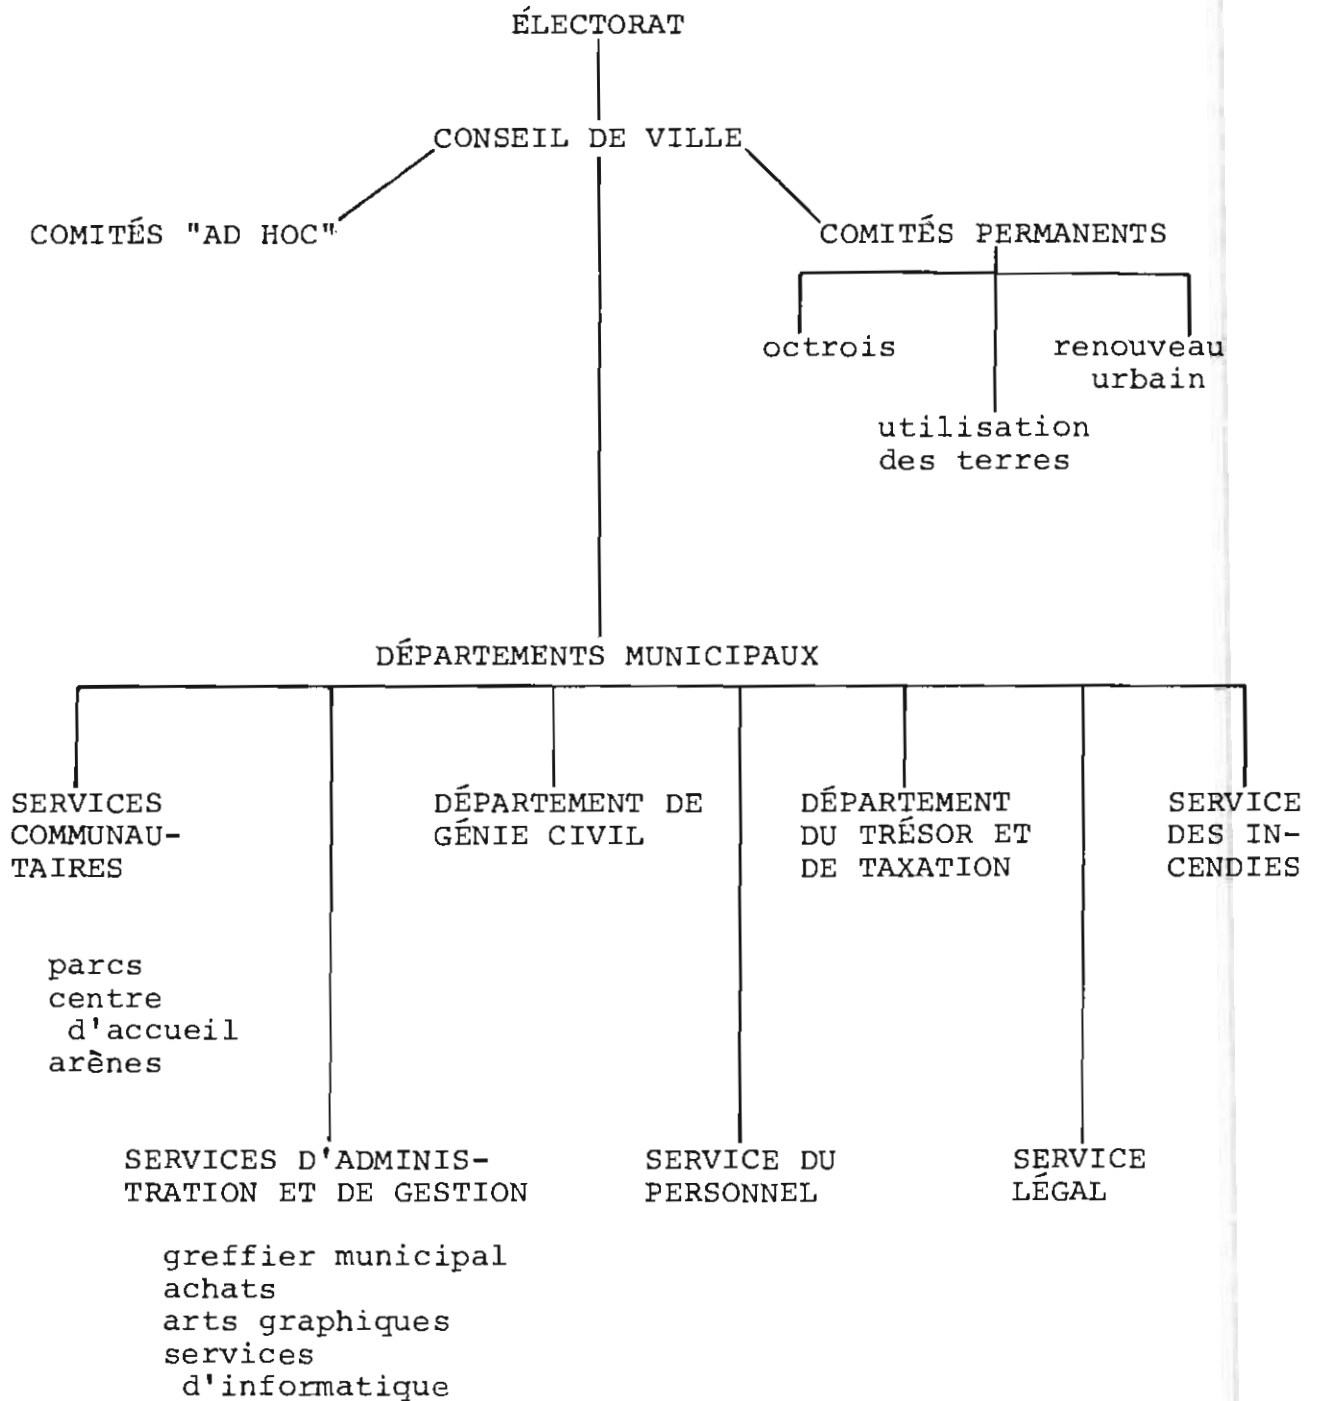 ÉLECTORAT
CONSEIL DE VILLE
COMITÉS "AD HOC"
COMITÉS PERMANENTS
octrois
renouveau
urbain
utilisation
des terres
DÉPARTEMENTS MUNICIPAUX
SERVICES
COMMUNAU-
TAIRES
parcs
centre
d'accueil
arènes
DÉPARTEMENT DE
GÉNIE CIVIL
DÉPARTEMENT
DU TRÉSOR ET
DE TAXATION
SERVICE
DES IN-
CENDIES
SERVICES D'ADMINIS-
TRATION ET DE GESTION
greffier municipal
achats
arts graphiques
services
d'informatique
SERVICE DU
PERSONNEL
SERVICE
LÉGAL